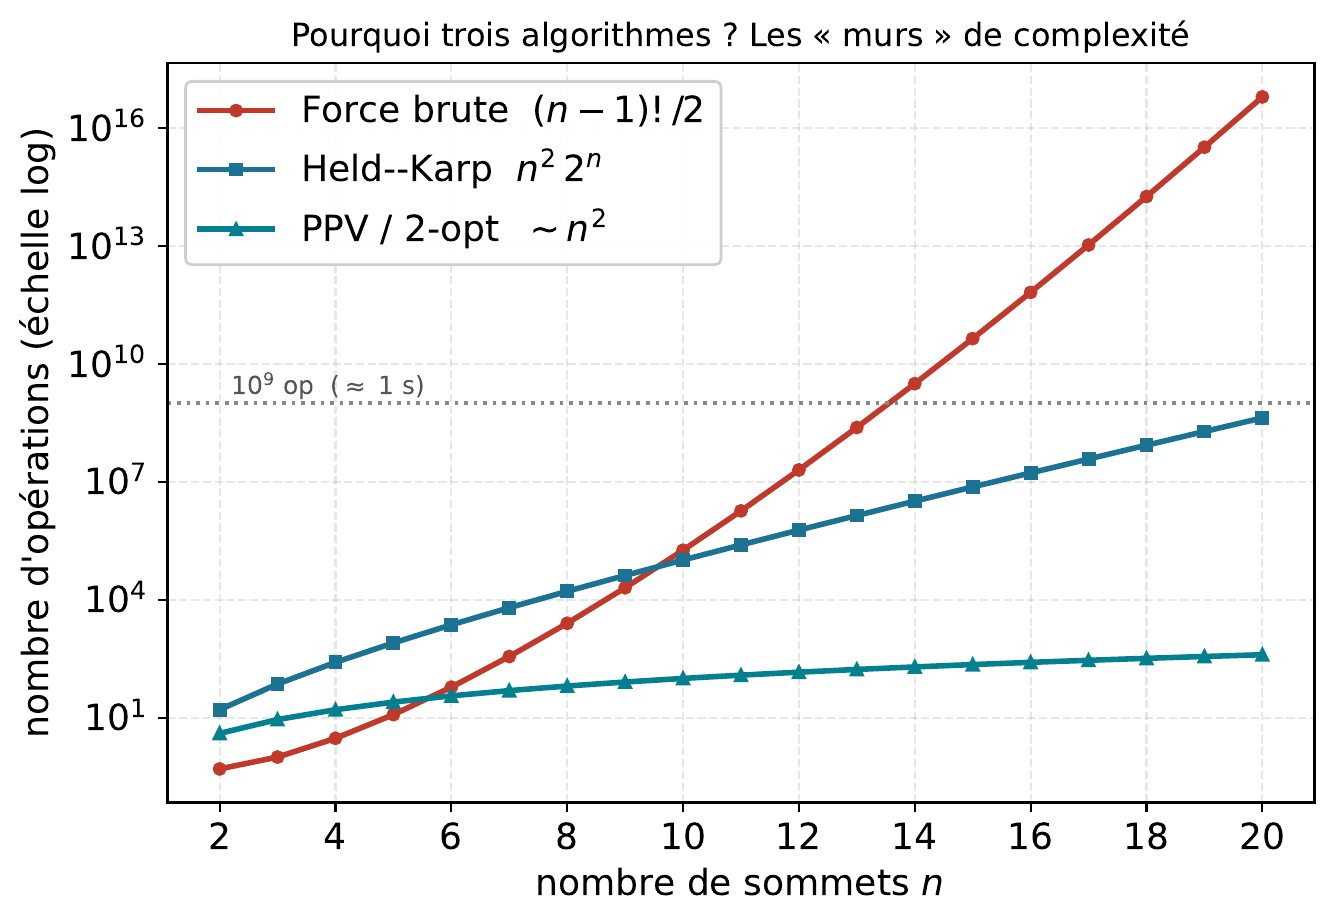 Pourquoi trois algorithmes ? Les « murs » de complexité
Force brute (n − 1)! /2
Held--Karp n² 2ⁿ
PPV / 2-opt ~ n²
10⁹ op (≈ 1 s)
nombre d'opérations (échelle log)
10¹⁶
10¹³
10¹⁰
10⁷
10⁴
10¹
2 4 6 8 10 12 14 16 18 20
nombre de sommets n